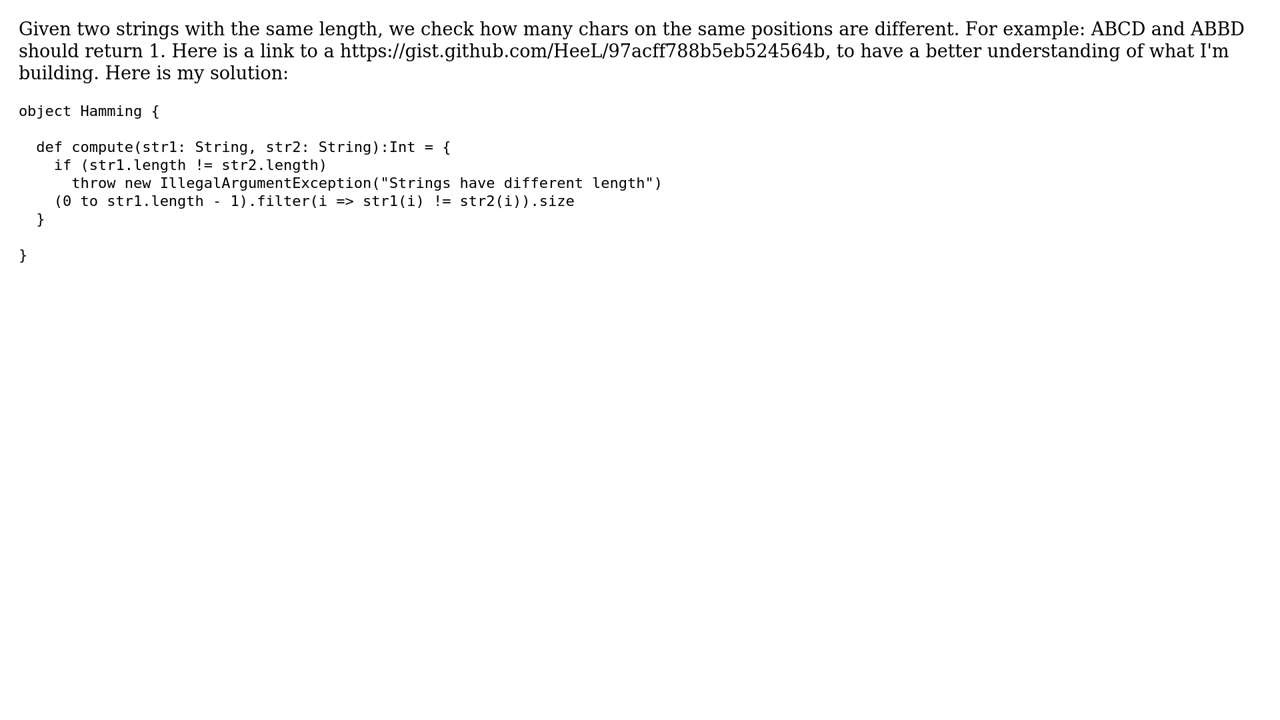 Given two strings with the same length, we check how many chars on the same positions are different. For example: ABCD and ABBD
should return 1. Here is a link to a https://gist.github.com/HeeL/97acff788b5eb524564b, to have a better understanding of what I'm
building. Here is my solution:
object Hamming {
  def compute(str1: String, str2: String):Int = {
    if (str1.length != str2.length)
      throw new IllegalArgumentException("Strings have different length")
    (0 to str1.length - 1).filter(i => str1(i) != str2(i)).size
  }
}